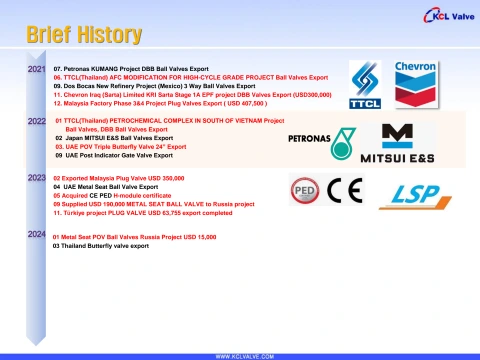 KCL Valve
Brief History
2021
07. Petronas KUMANG Project DBB Ball Valves Export
06. TTCL(Thailand) AFC MODIFICATION FOR HIGH-CYCLE GRADE PROJECT Ball Valves Export
09. Dos Bocas New Refinery Project (Mexico) 3 Way Ball Valves Export
11. Chevron Iraq (Sarta) Limited KRI Sarta Stage 1A EPF project DBB Valves Export (USD300,000)
12. Malaysia Factory Phase 3&4 Project Plug Valves Export ( USD 407,500 )
TTCL
Chevron
2022
01 TTCL(Thailand) PETROCHEMICAL COMPLEX IN SOUTH OF VIETNAM Project
Ball Valves, DBB Ball Valves Export
02 Japan MITSUI E&S Ball Valves Export
03. UAE POV Triple Butterfly Valve 24" Export
09 UAE Post Indicator Gate Valve Export
PETRONAS
MITSUI E&S
2023
02 Exported Malaysia Plug Valve USD 350,000
04 UAE Metal Seat Ball Valve Export
05 Acquired CE PED H-module certificate
09 Supplied USD 190,000 METAL SEAT BALL VALVE to Russia project
11. Türkiye project PLUG VALVE USD 63,755 export completed
PED
CE
LSP
2024
01 Metal Seat POV Ball Valves Russia Project USD 15,000
03 Thailand Butterfly valve export
WWW.KCLVALVE.COM